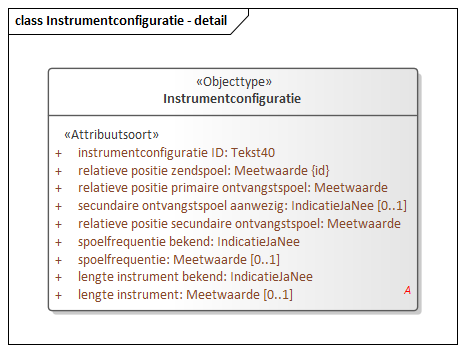 class Instrumentconfiguratie - detail
«Objecttype»
Instrumentconfiguratie
«Attribuutsoort»
+ instrumentconfiguratie ID: Tekst40
+ relatieve positie zendspoel: Meetwaarde {id}
+ relatieve positie primaire ontvangstspoel: Meetwaarde
+ secundaire ontvangstspoel aanwezig: IndicatieJaNee [0..1]
+ relatieve positie secundaire ontvangstspoel: Meetwaarde
+ spoelfrequentie bekend: IndicatieJaNee
+ spoelfrequentie: Meetwaarde [0..1]
+ lengte instrument bekend: IndicatieJaNee
+ lengte instrument: Meetwaarde [0..1]
A